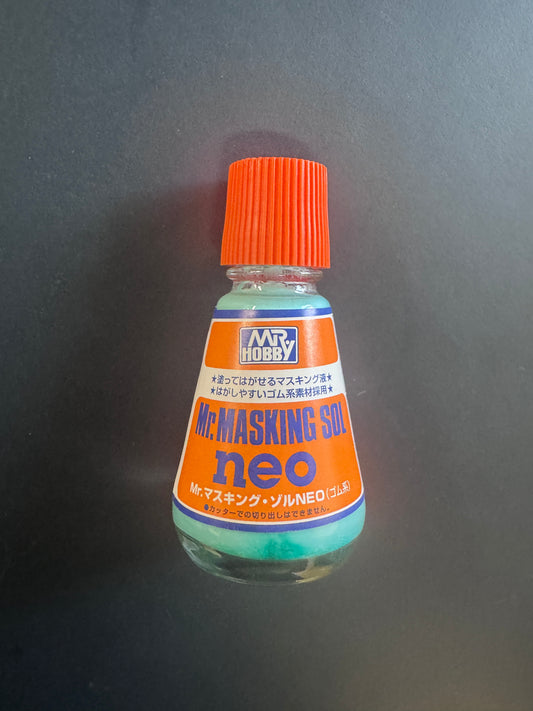 MR.
HOBBY
★塗ってはがせるマスキング液★
★はがしやすいゴム系素材採用★
Mr.MASKING SOL
neo
Mr.マスキング・ゾルNEO(ゴム系)
●カッターでの切り出しはできません。